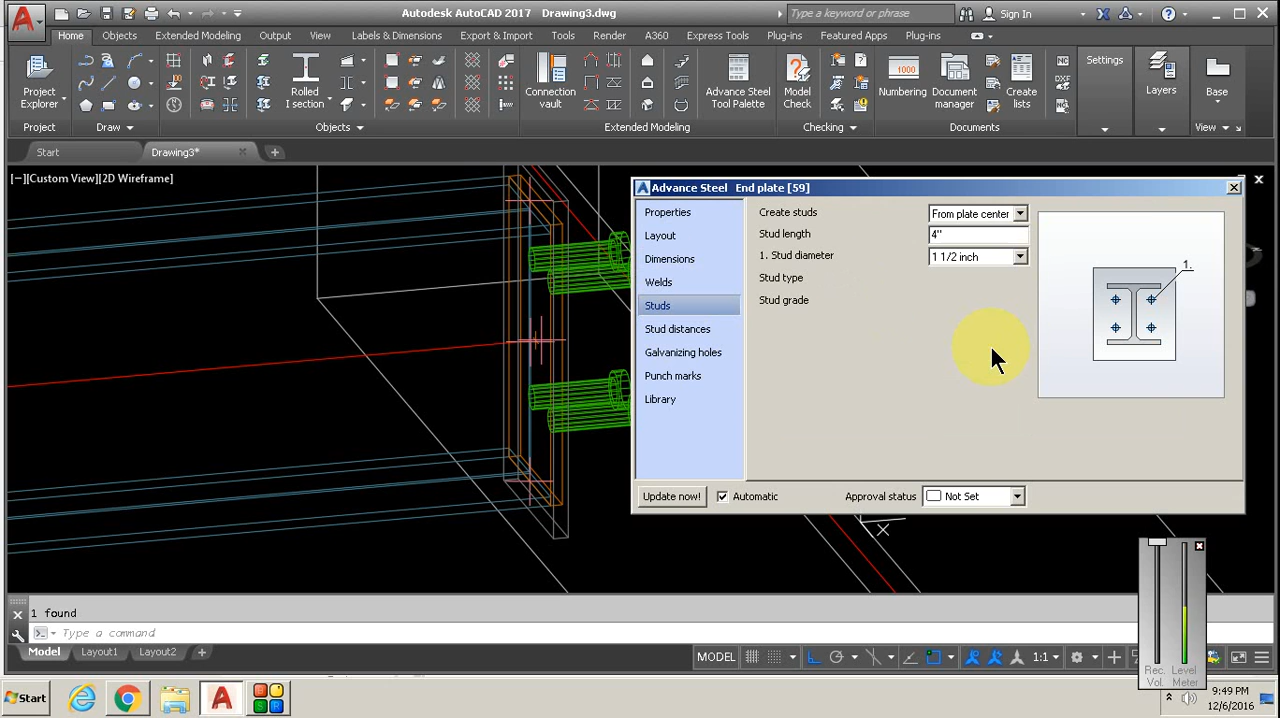 Autodesk AutoCAD 2017 Drawing3.dwg
Type a keyword or phrase
Sign In
Home Objects Extended Modeling Output View Labels & Dimensions Export & Import Tools Render A360 Express Tools Plug-ins Featured Apps Plug-ins
Project Explorer
Rolled I section
Connection vault
Advance Steel Tool Palette
Model Check
1000
Numbering
Document manager
Create lists
NC
DXF
NC
Settings
Layers
Base
Project Draw Objects Extended Modeling Checking Documents View
Start Drawing3*
[−][Custom View][2D Wireframe]
Advance Steel End plate [59]
Properties
Layout
Dimensions
Welds
Studs
Stud distances
Galvanizing holes
Punch marks
Library
Create studs From plate center
Stud length 4"
1. Stud diameter 1 1/2 inch
Stud type
Stud grade
1.
Update now! Automatic Approval status Not Set
X
1 found
Type a command
Model Layout1 Layout2
MODEL 1:1
Rec. Vol.
Level Meter
Start
9:49 PM
12/6/2016